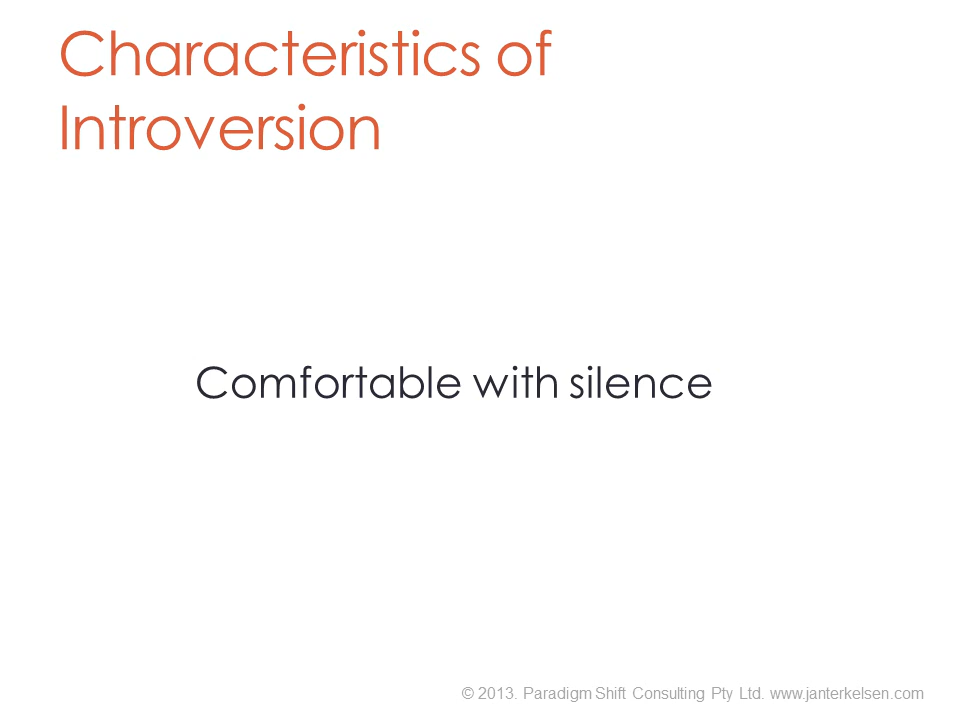 Characteristics of
Introversion
Comfortable with silence
© 2013. Paradigm Shift Consulting Pty Ltd. www.janterkelsen.com